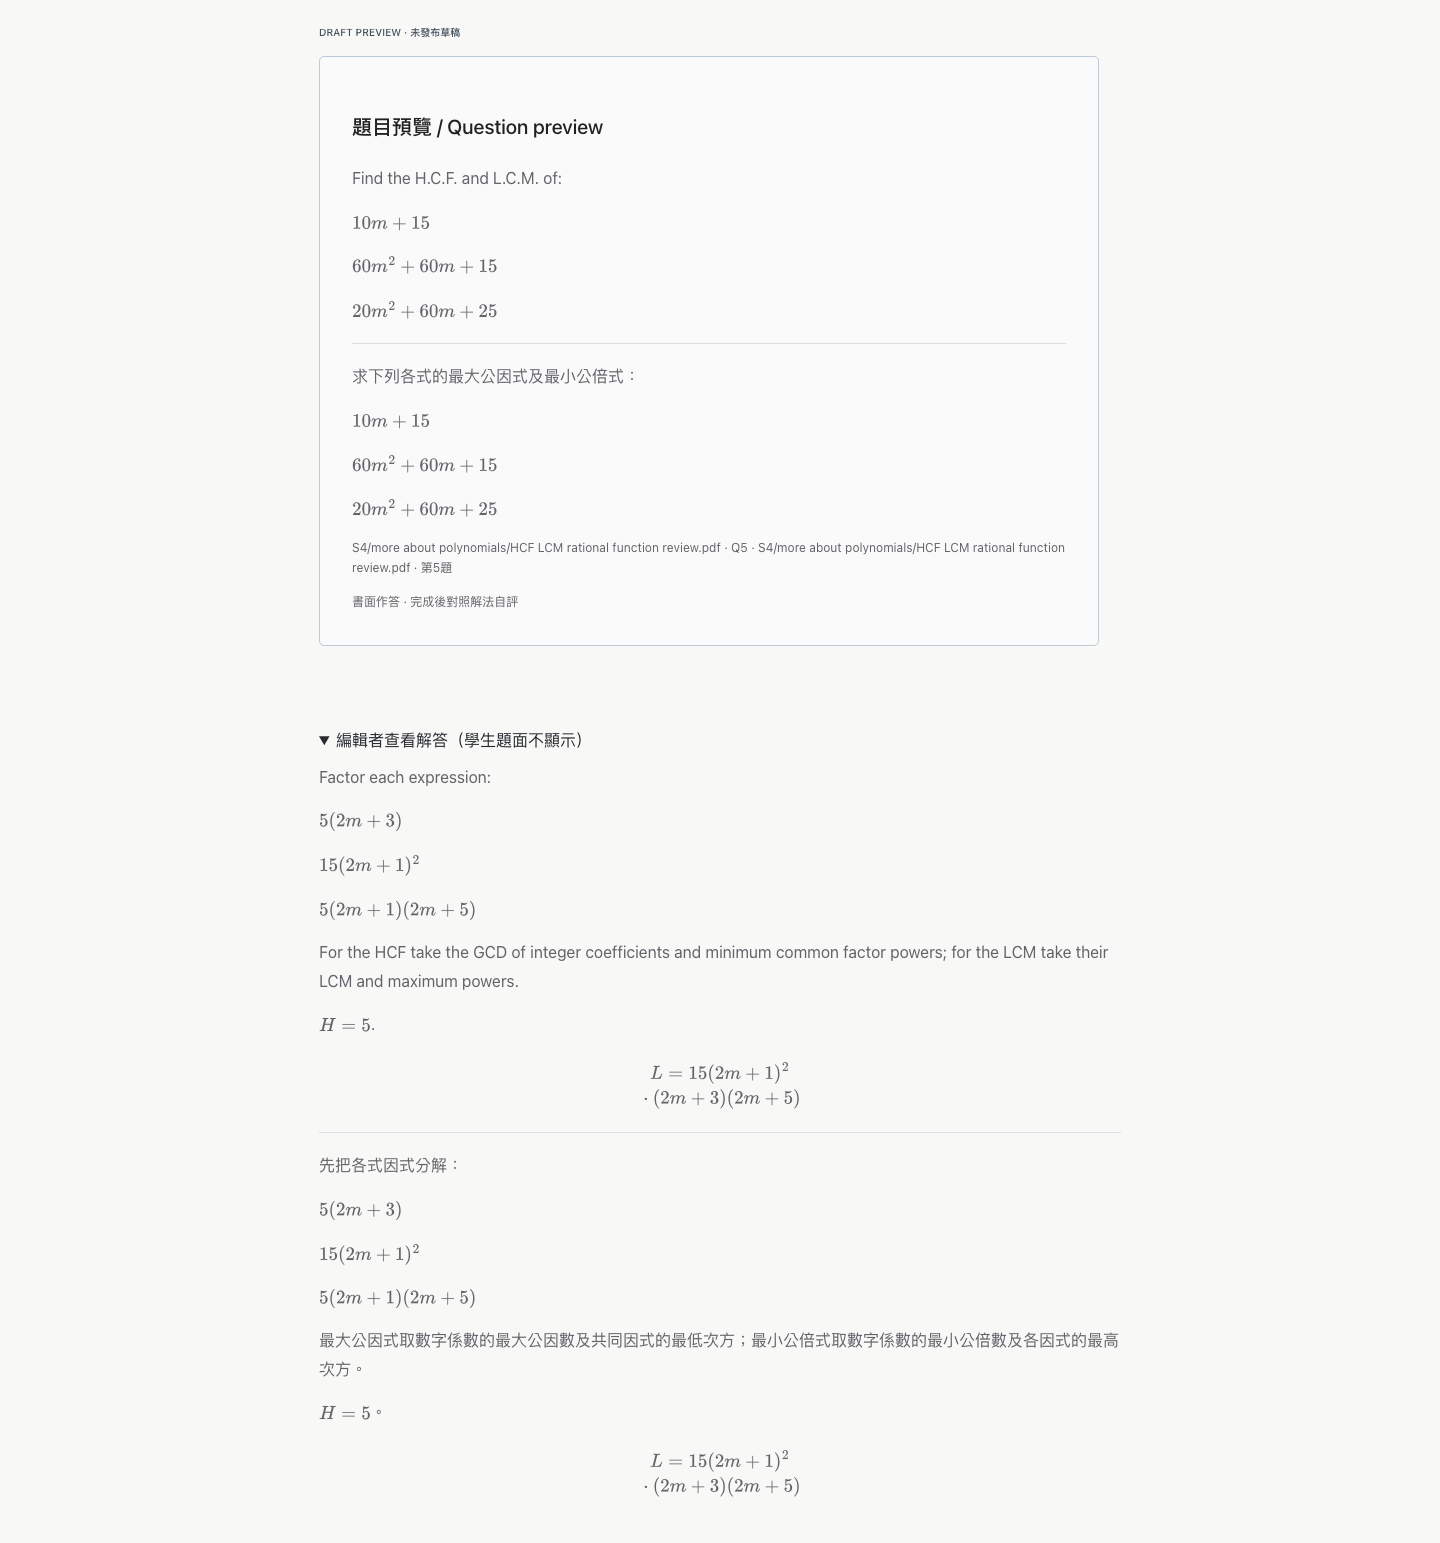 DRAFT PREVIEW · 未發布草稿
題目預覽 / Question preview
Find the H.C.F. and L.C.M. of:
10m + 15
60m² + 60m + 15
20m² + 60m + 25
求下列各式的最大公因式及最小公倍式：
10m + 15
60m² + 60m + 15
20m² + 60m + 25
S4/more about polynomials/HCF LCM rational function review.pdf · Q5 · S4/more about polynomials/HCF LCM rational function
review.pdf · 第5題
書面作答 · 完成後對照解法自評
▼ 編輯者查看解答（學生題面不顯示）
Factor each expression:
5(2m + 3)
15(2m + 1)²
5(2m + 1)(2m + 5)
For the HCF take the GCD of integer coefficients and minimum common factor powers; for the LCM take their
LCM and maximum powers.
H = 5.
L = 15(2m + 1)²
· (2m + 3)(2m + 5)
先把各式因式分解：
5(2m + 3)
15(2m + 1)²
5(2m + 1)(2m + 5)
最大公因式取數字係數的最大公因數及共同因式的最低次方；最小公倍式取數字係數的最小公倍數及各因式的最高
次方。
H = 5。
L = 15(2m + 1)²
· (2m + 3)(2m + 5)